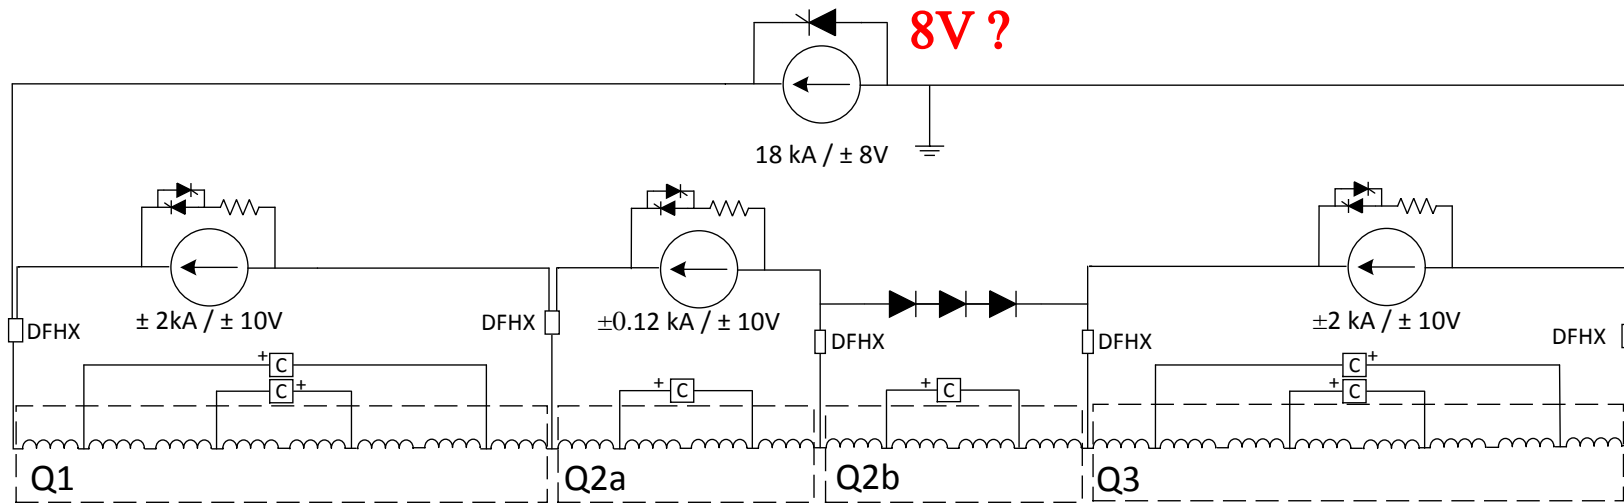 8V ?
18 kA / ± 8V
± 2kA / ± 10V
±0.12 kA / ± 10V
±2 kA / ± 10V
DFHX
DFHX
DFHX
DFHX
DFHX
+ C
C +
+ C
+ C
C +
+ C
Q1
Q2a
Q2b
Q3